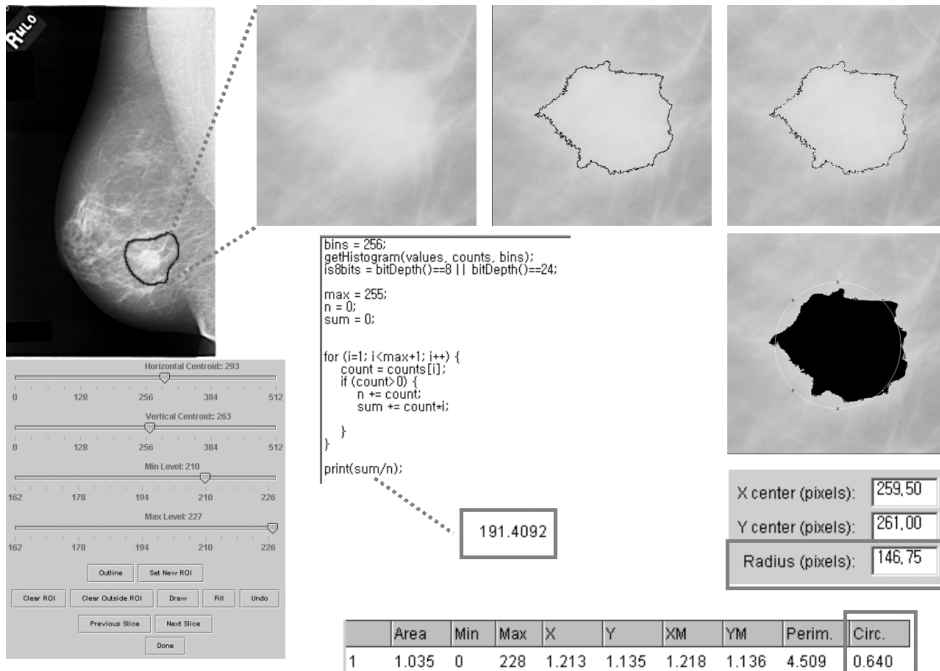 RMLO
bins = 256;
getHistogram(values, counts, bins);
is8bits = bitDepth()==8 || bitDepth()==24;
max = 255;
n = 0;
sum = 0;
for (i=1; i<max+1; i++) {
count = counts[i];
if (count>0) {
n += count;
sum += count*i;
}
}
print(sum/n);
191.4092
Horizontal Centroid:: 293
0 128 256 384 512
Vertical Centroid:: 263
0 128 256 384 512
Min Level: 210
162 178 194 210 226
Max Level: 227
162 178 194 210 226
Outline Set New ROI
Clear ROI Clear Outside ROI Draw Fill Undo
Previous Slice Next Slice
Done
X center (pixels): 259,50
Y center (pixels): 261,00
Radius (pixels): 146,75
Area Min Max X Y XM YM Perim. Circ.
1 1.035 0 228 1.213 1.135 1.218 1.136 4.509 0.640